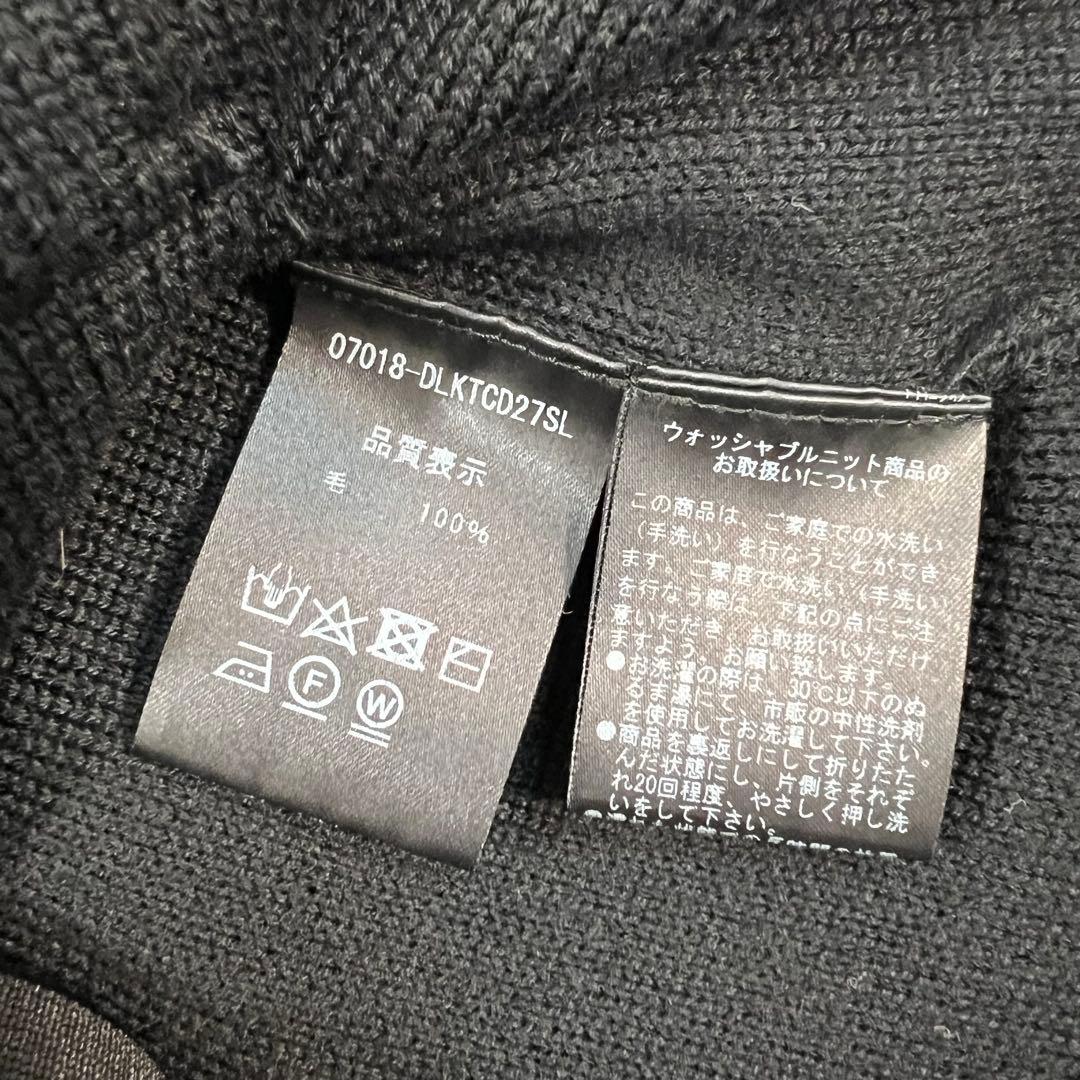 07018-DLKTCD27SL
品質表示
毛
100%
F
W
ウォッシャブルニット商品の
お取扱いについて
この商品は、ご家庭での水洗い
(手洗い)を行なうことができ
ます。ご家庭で水洗い(手洗い)
を行なう際は、下記の点にご注
意いただき、お取扱いいただけ
ますよう、お願い致します。
●お洗濯の際は、30℃以下のぬ
るま湯にて、市販の中性洗剤
を使用してお洗濯して下さい。
●商品を裏返しにして折りたた
んだ状態にし、片側をそれぞ
れ20回程度、やさしく押し洗
いをして下さい。